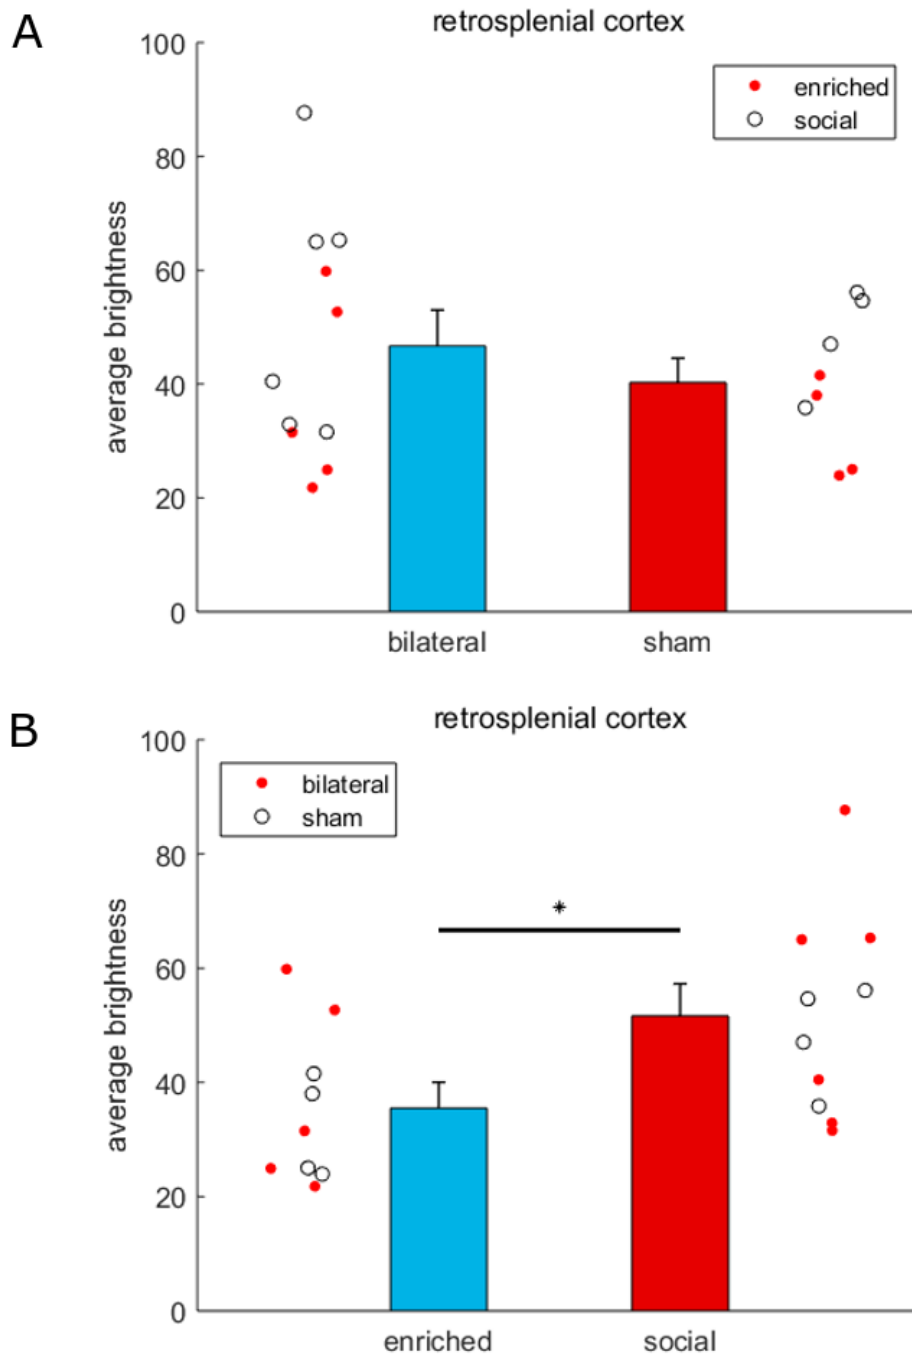 A
retrosplenial cortex
100
80
60
40
20
0
average brightness
enriched
social
bilateral
sham
B
retrosplenial cortex
100
80
60
40
20
0
average brightness
bilateral
sham
*
enriched
social